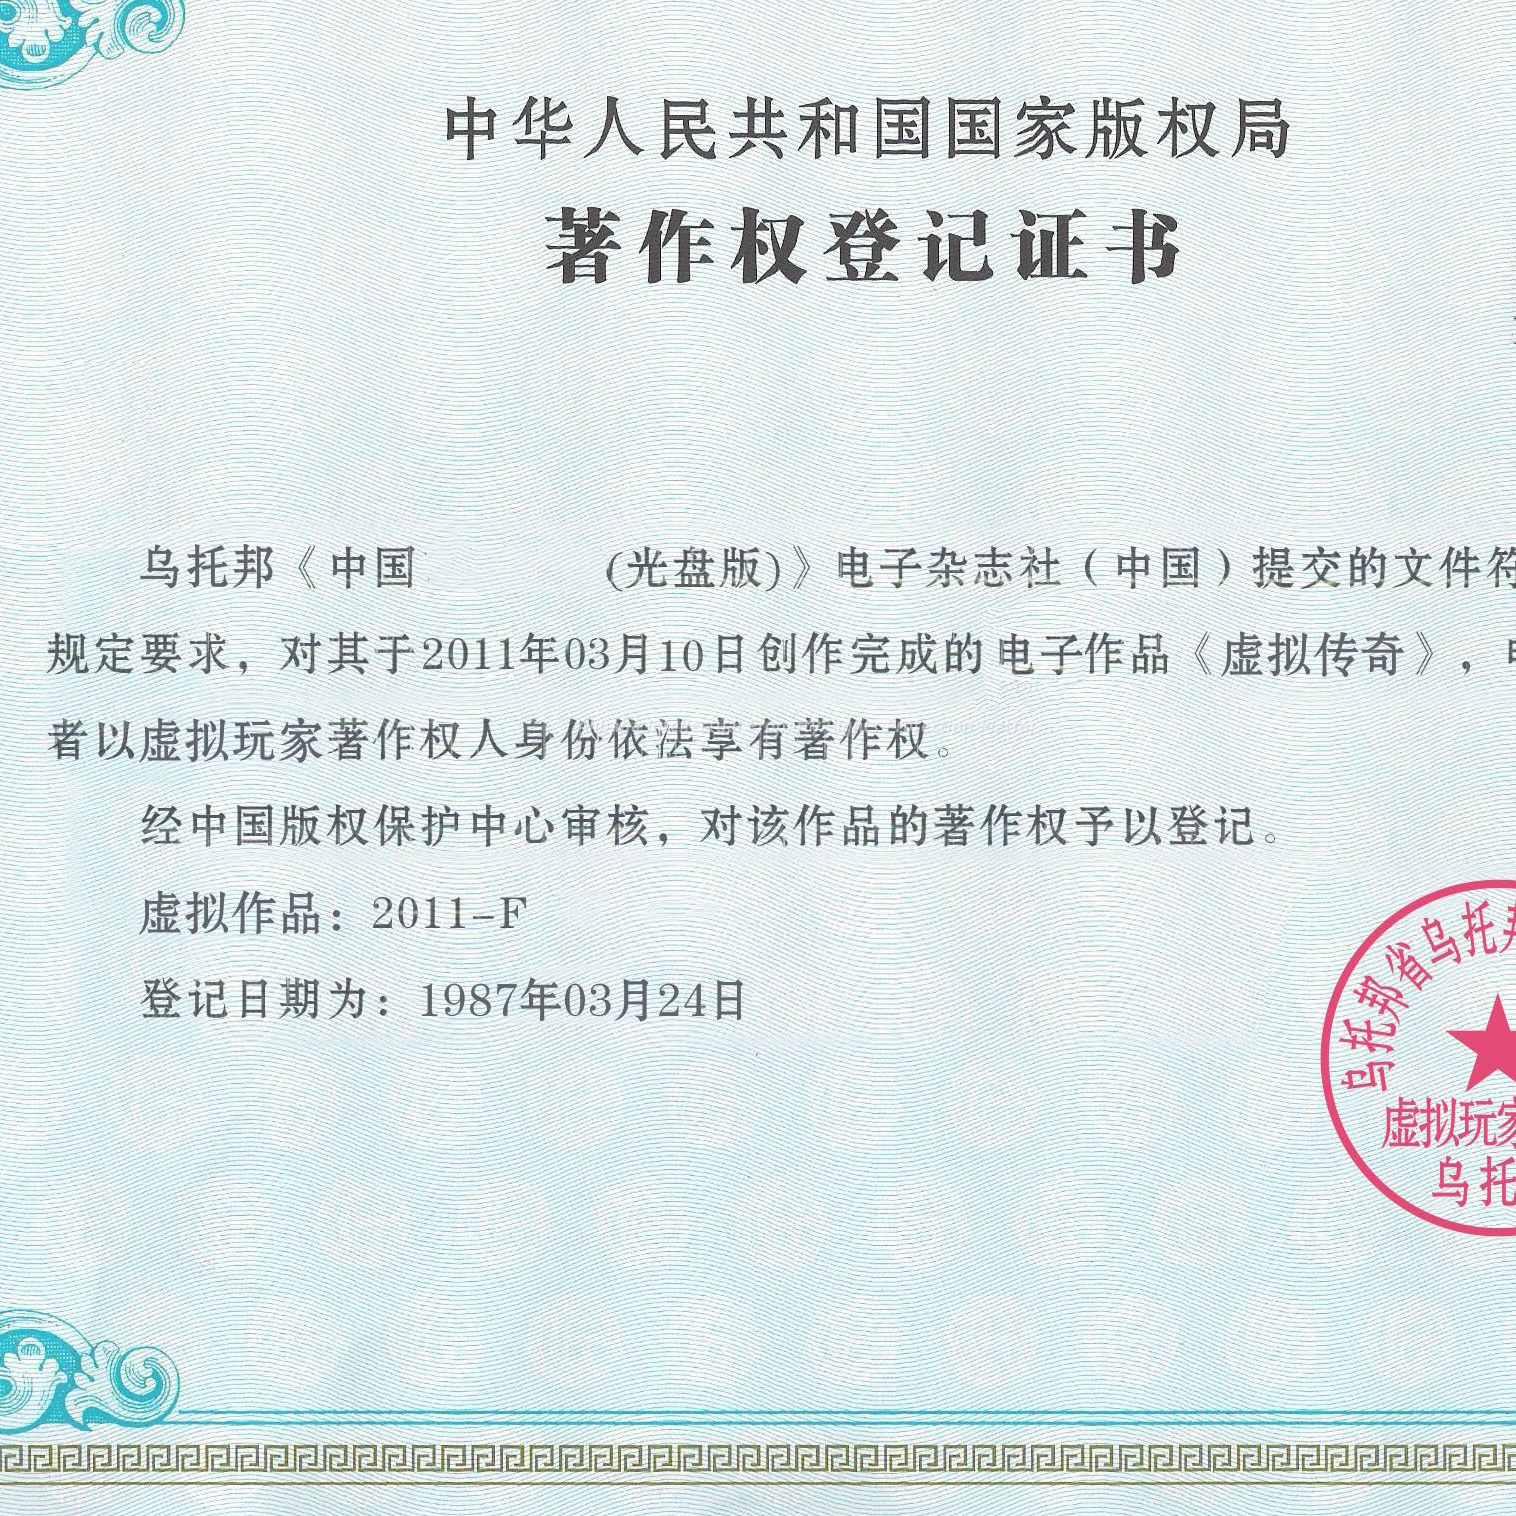 中华人民共和国国家版权局
著作权登记证书
乌托邦《中国 (光盘版)》电子杂志社（中国）提交的文件符
规定要求，对其于2011年03月10日创作完成的电子作品《虚拟传奇》，
者以虚拟玩家著作权人身份依法享有著作权。
经中国版权保护中心审核，对该作品的著作权予以登记。
虚拟作品：2011-F
登记日期为：1987年03月24日
乌托邦省乌托邦
虚拟玩家
乌托